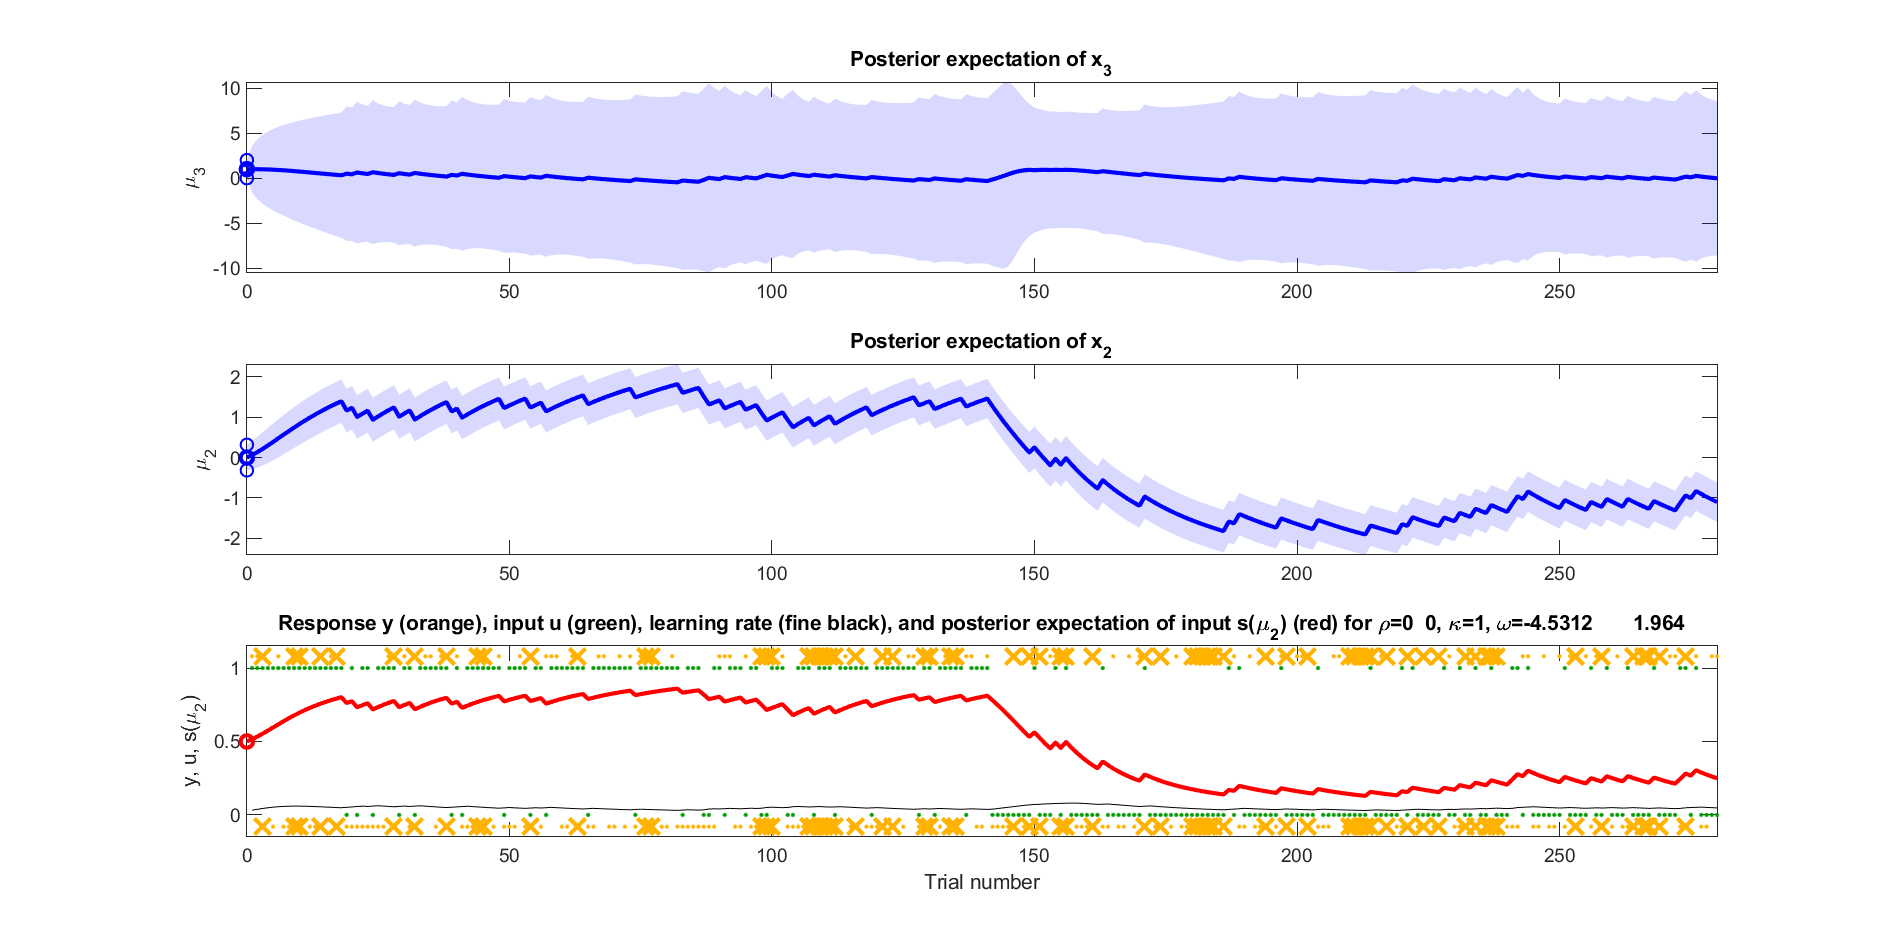 Posterior expectation of x₃
μ₃
10
5
0
-5
-10
0 50 100 150 200 250
Posterior expectation of x₂
μ₂
2
1
0
-1
-2
0 50 100 150 200 250
Response y (orange), input u (green), learning rate (fine black), and posterior expectation of input s(μ₂) (red) for ρ=0 0, κ=1, ω=-4.5312 1.964
y, u, s(μ₂)
1
0.5
0
0 50 100 150 200 250
Trial number